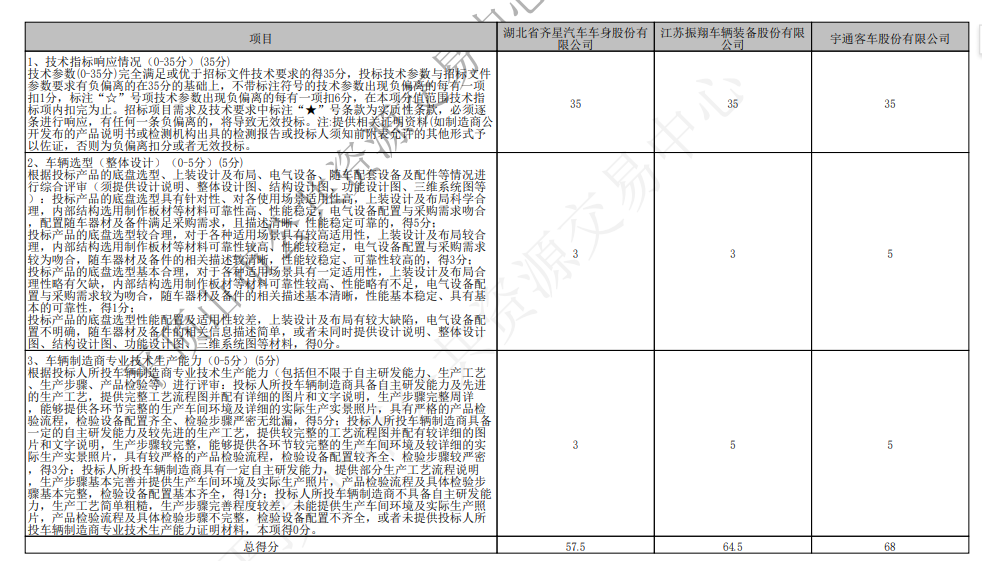 项目
湖北省齐星汽车车身股份有
限公司
江苏振翔车辆装备股份有限
公司
宇通客车股份有限公司
1、技术指标响应情况（0-35分）(35分)
技术参数(0-35分)完全满足或优于招标文件技术要求的得35分，投标技术参数与招标文件
参数要求有负偏离的在35分的基础上，不带标注符号的技术参数出现负偏离的每有一项
扣1分，标注“☆”号项技术参数出现负偏离的每有一项扣6分，在本项分值范围技术指
标项内扣完为止。招标项目需求及技术要求中标注“★”号条款为实质性条款，必须逐
条进行响应，有任何一条负偏离的，将导致无效投标。注:提供相关证明资料(如制造商公
开发布的产品说明书或检测机构出具的检测报告或投标人须知前附表允许的其他形式予
以佐证，否则为负偏离扣分或者无效投标。
35
35
35
2、车辆选型（整体设计）（0-5分）(5分)
根据投标产品的底盘选型、上装设计及布局、电气设备、随车配套设备及配件等情况进
行综合评审（须提供设计说明、整体设计图、结构设计图、功能设计图、三维系统图等
）：投标产品的底盘选型具有针对性、对各使用场景适用性高，上装设计及布局科学合
理，内部结构选用制作板材等材料可靠性高、性能稳定，电气设备配置与采购需求吻合
，配置随车器材及备件满足采购需求，且描述清晰、性能稳定可靠的，得5分；
投标产品的底盘选型较合理，对于各种适用场景具有较高适用性，上装设计及布局较合
理，内部结构选用制作板材等材料可靠性较高、性能较稳定，电气设备配置与采购需求
较为吻合，随车器材及备件的相关描述较清晰，性能较稳定、可靠性较高的，得3分；
投标产品的底盘选型基本合理，对于各种适用场景具有一定适用性，上装设计及布局合
理性略有欠缺，内部结构选用制作板材等材料可靠性较高、性能略有不足，电气设备配
置与采购需求较为吻合，随车器材及备件的相关描述基本清晰，性能基本稳定、具有基
本的可靠性，得1分；
投标产品的底盘选型性能配置及适用性较差，上装设计及布局有较大缺陷，电气设备配
置不明确，随车器材及备件的相关信息描述简单，或者未同时提供设计说明、整体设计
图、结构设计图、功能设计图、三维系统图等材料，得0分。
3
3
5
3、车辆制造商专业技术生产能力（0-5分）(5分)
根据投标人所投车辆制造商专业技术生产能力（包括但不限于自主研发能力、生产工艺
、生产步骤、产品检验等）进行评审；投标人所投车辆制造商具备自主研发能力及先进
的生产工艺，提供完整工艺流程图并配有详细的图片和文字说明，生产步骤完整周详
，能够提供各环节完整的生产车间环境及详细的实际生产实景照片，具有严格的产品检
验流程，检验设备配置齐全、检验步骤严密无纰漏，得5分；投标人所投车辆制造商具备
一定的自主研发能力及较先进的生产工艺，提供较完整的工艺流程图并配有较详细的图
片和文字说明，生产步骤较完整，能够提供各环节较完整的生产车间环境及较详细的实
际生产实景照片，具有较严格的产品检验流程，检验设备配置较齐全、检验步骤较严密
，得3分；投标人所投车辆制造商具有一定自主研发能力，提供部分生产工艺流程说明
，生产步骤基本完善并提供生产车间环境及实际生产照片，产品检验流程及具体检验步
骤基本完整，检验设备配置基本齐全，得1分；投标人所投车辆制造商不具备自主研发能
力，生产工艺简单粗糙，生产步骤完善程度较差，未能提供生产车间环境及实际生产照
片，产品检验流程及具体检验步骤不完整，检验设备配置不齐全，或者未提供投标人所
投车辆制造商专业技术生产能力证明材料，本项得0分。
3
5
5
总得分
57.5
64.5
68